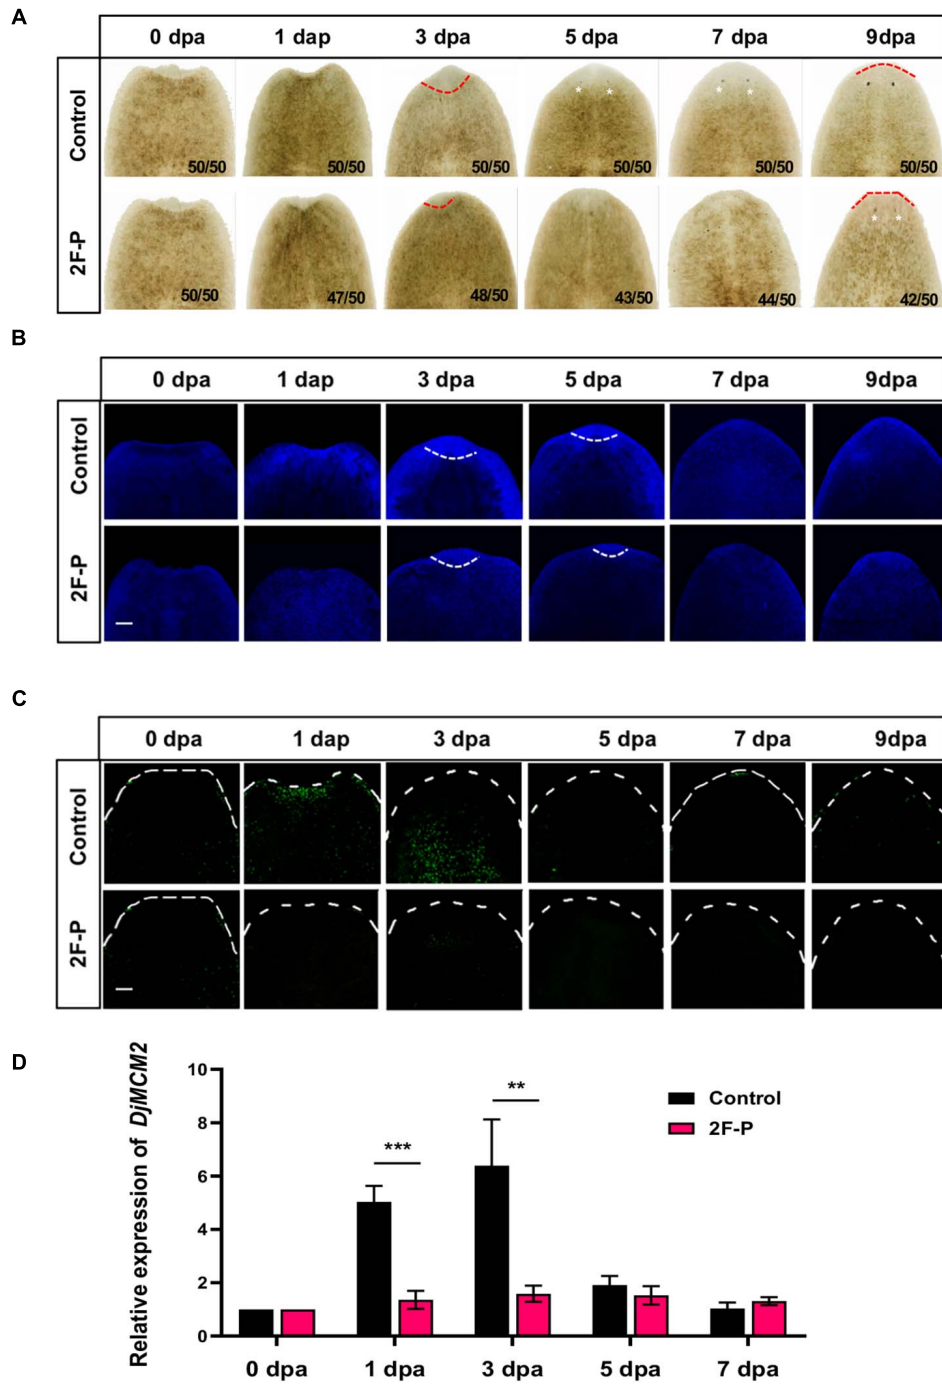 A
0 dpa 1 dap 3 dpa 5 dpa 7 dpa 9dpa
Control
50/50 50/50 50/50 50/50 50/50 50/50
* * * *
2F-P
50/50 47/50 48/50 43/50 44/50 42/50
* *
B
0 dpa 1 dap 3 dpa 5 dpa 7 dpa 9dpa
Control
2F-P
C
0 dpa 1 dap 3 dpa 5 dpa 7 dpa 9dpa
Control
2F-P
D
Relative expression of DjMCM2
10
8
6
4
2
0
***
**
Control
2F-P
0 dpa 1 dpa 3 dpa 5 dpa 7 dpa